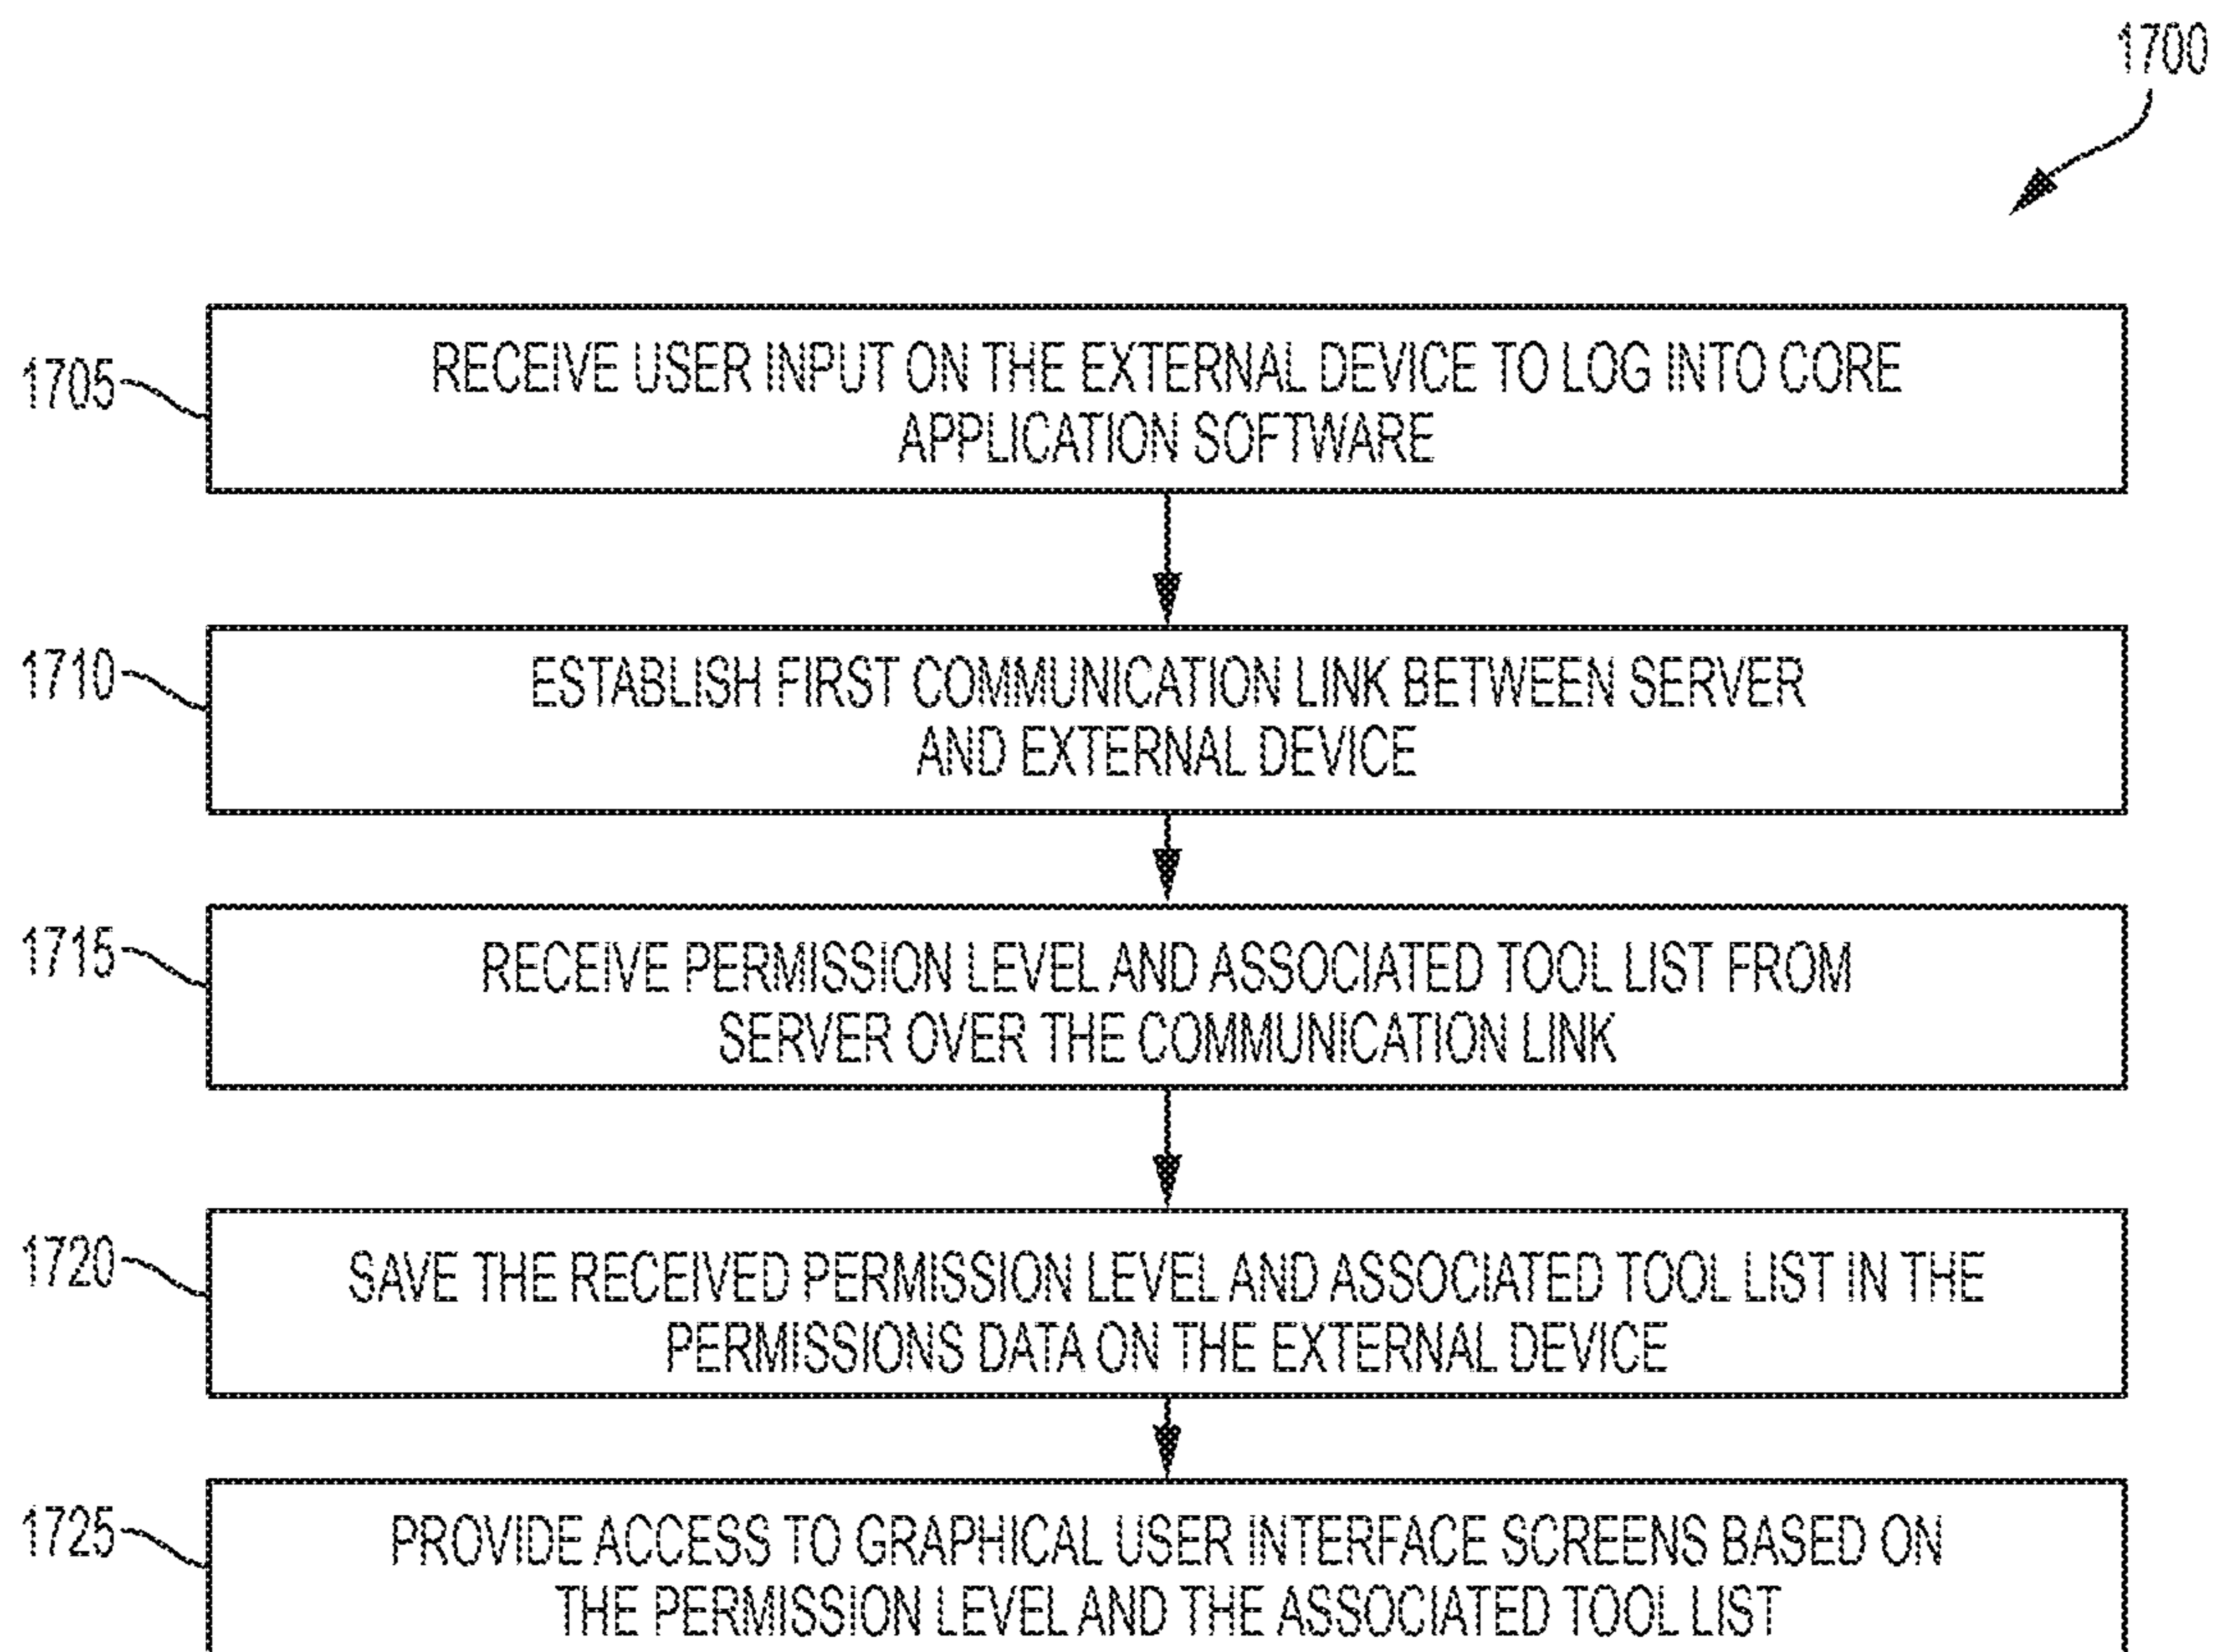 1700
1705
RECEIVE USER INPUT ON THE EXTERNAL DEVICE TO LOG INTO CORE
APPLICATION SOFTWARE
1710
ESTABLISH FIRST COMMUNICATION LINK BETWEEN SERVER
AND EXTERNAL DEVICE
1715
RECEIVE PERMISSION LEVEL AND ASSOCIATED TOOL LIST FROM
SERVER OVER THE COMMUNICATION LINK
1720
SAVE THE RECEIVED PERMISSION LEVEL AND ASSOCIATED TOOL LIST IN THE
PERMISSIONS DATA ON THE EXTERNAL DEVICE
1725
PROVIDE ACCESS TO GRAPHICAL USER INTERFACE SCREENS BASED ON
THE PERMISSION LEVEL AND THE ASSOCIATED TOOL LIST